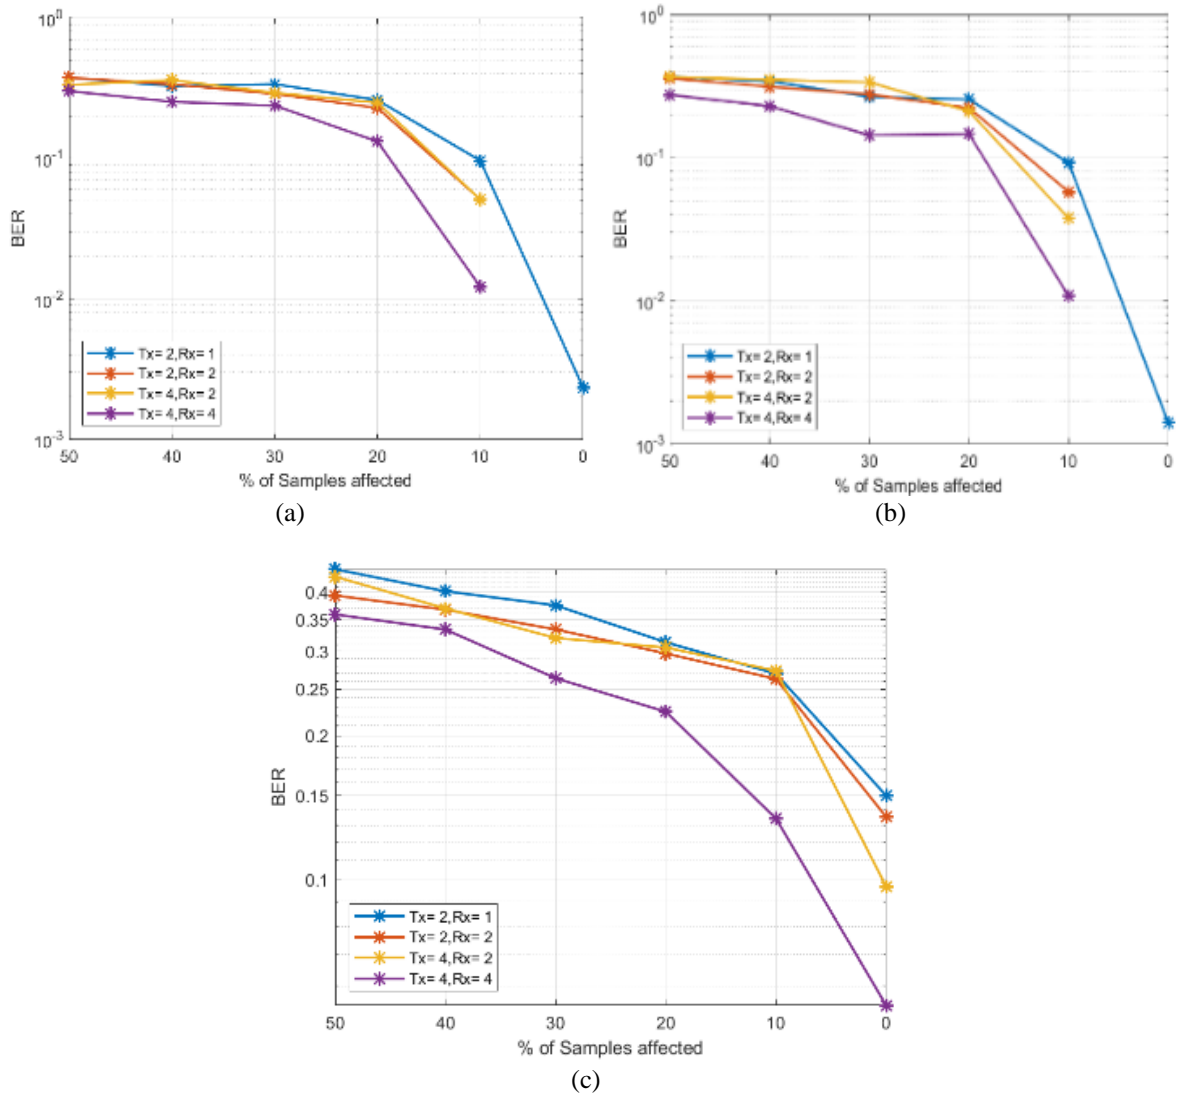 10^0
10^-1
10^-2
10^-3
BER
50 40 30 20 10 0
% of Samples affected
Tx= 2,Rx= 1
Tx= 2,Rx= 2
Tx= 4,Rx= 2
Tx= 4,Rx= 4
(a)
10^0
10^-1
10^-2
10^-3
BER
50 40 30 20 10 0
% of Samples affected
Tx= 2,Rx= 1
Tx= 2,Rx= 2
Tx= 4,Rx= 2
Tx= 4,Rx= 4
(b)
0.4
0.35
0.3
0.25
0.2
0.15
0.1
BER
50 40 30 20 10 0
% of Samples affected
Tx= 2,Rx= 1
Tx= 2,Rx= 2
Tx= 4,Rx= 2
Tx= 4,Rx= 4
(c)